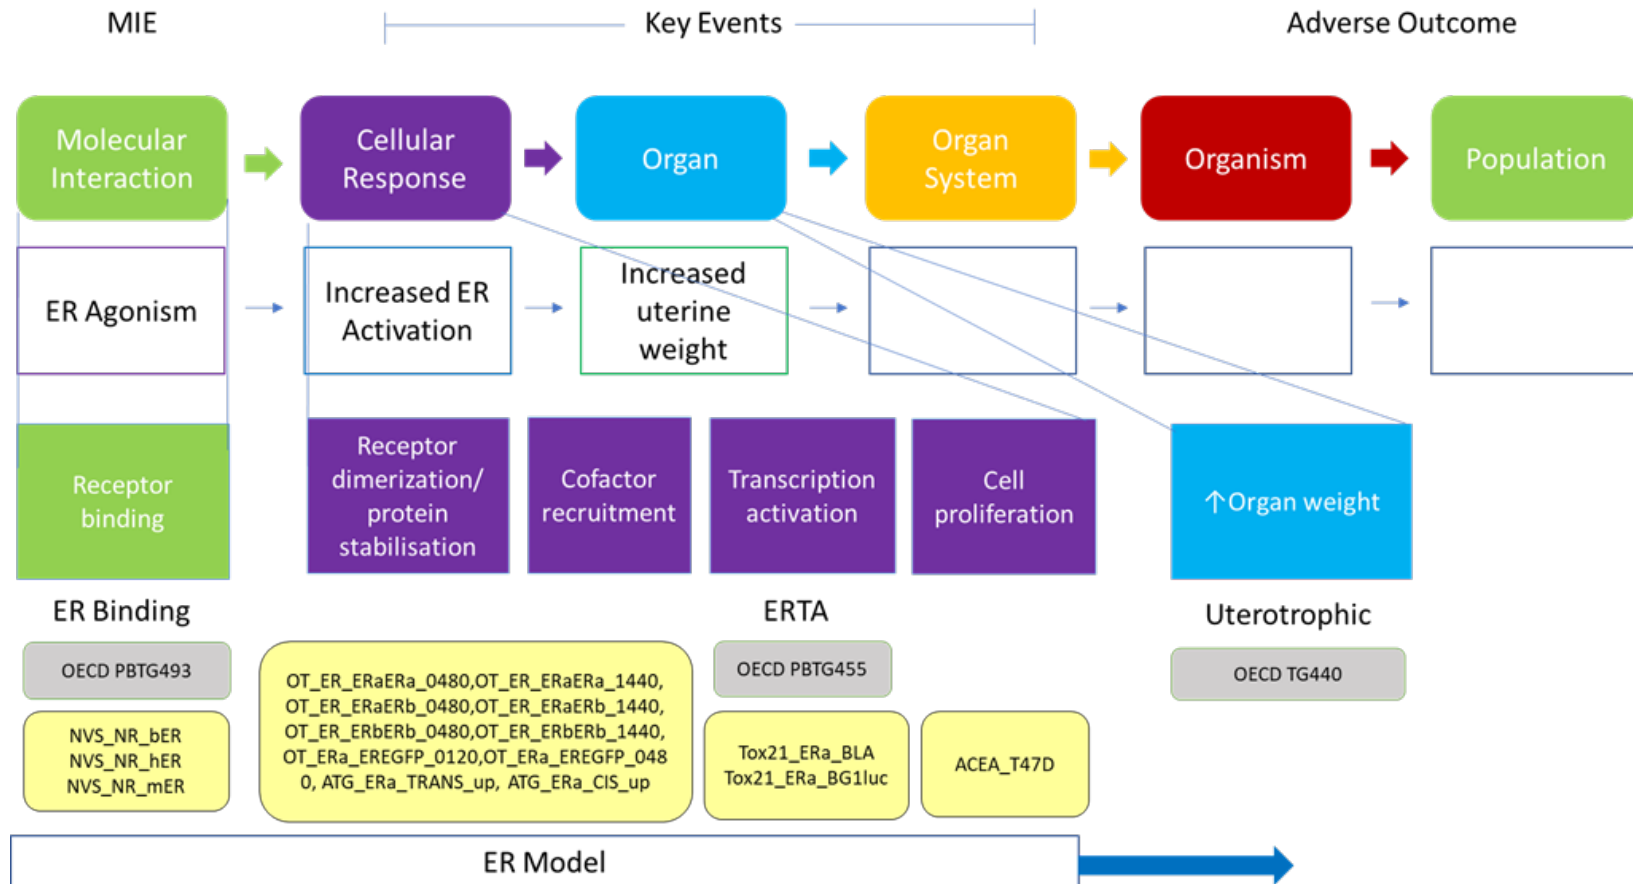 MIE
Key Events
Adverse Outcome
Molecular
Interaction
Cellular
Response
Organ
Organ
System
Organism
Population
ER Agonism
Increased ER
Activation
Increased
uterine
weight
Receptor
binding
Receptor
dimerization/
protein
stabilisation
Cofactor
recruitment
Transcription
activation
Cell
proliferation
↑Organ weight
ER Binding
ERTA
Uterotrophic
OECD PBTG493
OECD PBTG455
OECD TG440
NVS_NR_bER
NVS_NR_hER
NVS_NR_mER
OT_ER_ERaERa_0480,OT_ER_ERaERa_1440,
OT_ER_ERaERb_0480,OT_ER_ERaERb_1440,
OT_ER_ERbERb_0480,OT_ER_ERbERb_1440,
OT_ERa_EREGFP_0120,OT_ERa_EREGFP_048
0, ATG_ERa_TRANS_up, ATG_ERa_CIS_up
Tox21_ERa_BLA
Tox21_ERa_BG1luc
ACEA_T47D
ER Model